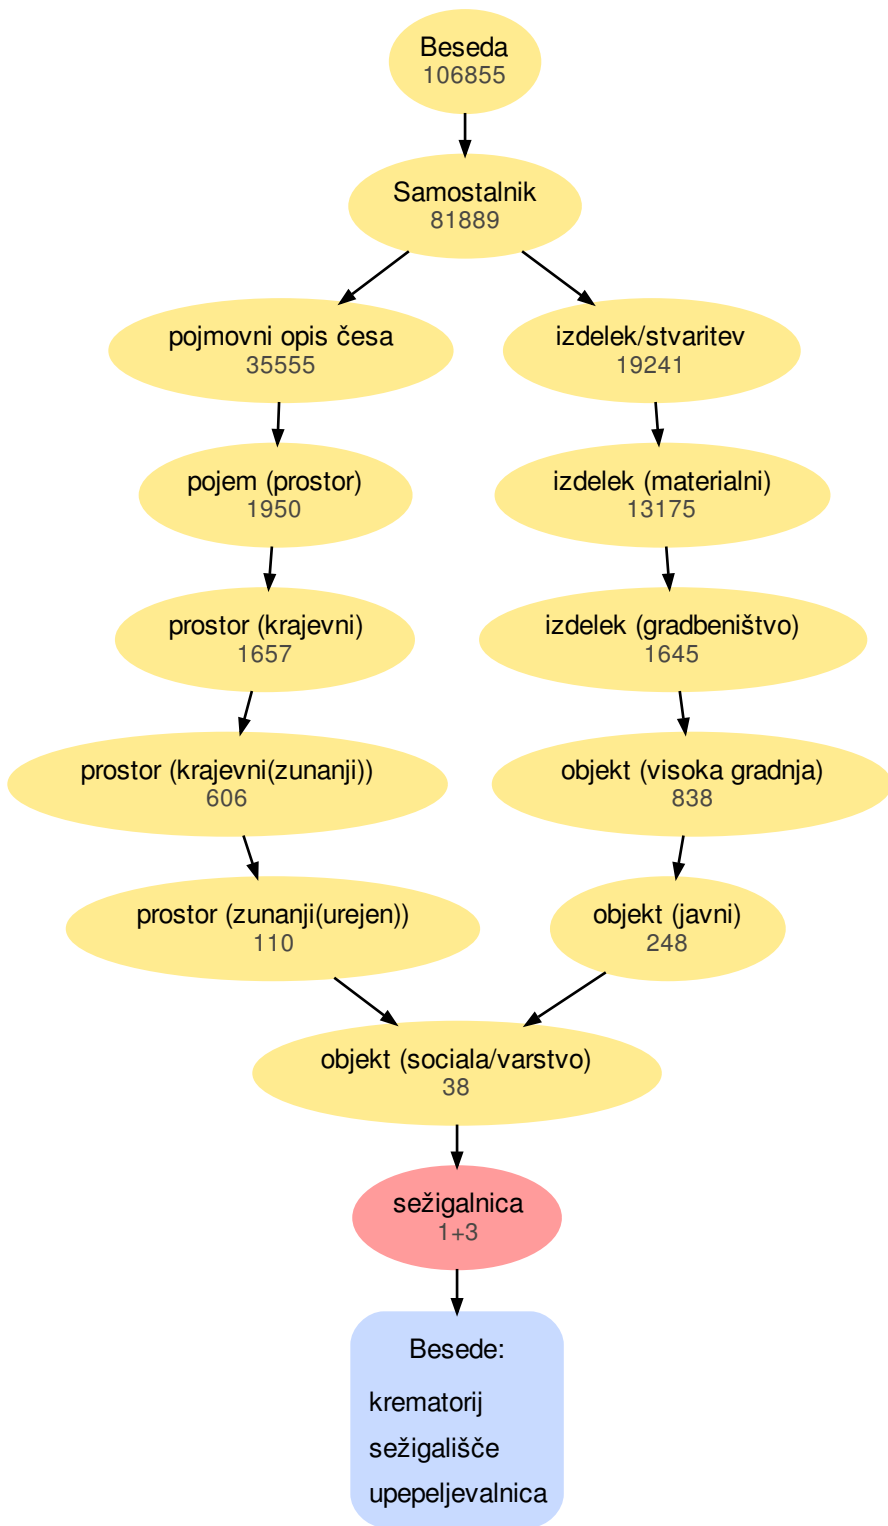 Beseda
106855
Samostalnik
81889
pojmovni opis česa
35555
izdelek/stvaritev
19241
pojem (prostor)
1950
izdelek (materialni)
13175
prostor (krajevni)
1657
izdelek (gradbeništvo)
1645
prostor (krajevni(zunanji))
606
objekt (visoka gradnja)
838
prostor (zunanji(urejen))
110
objekt (javni)
248
objekt (sociala/varstvo)
38
sežigalnica
1+3
Besede:
krematorij
sežigališče
upepeljevalnica